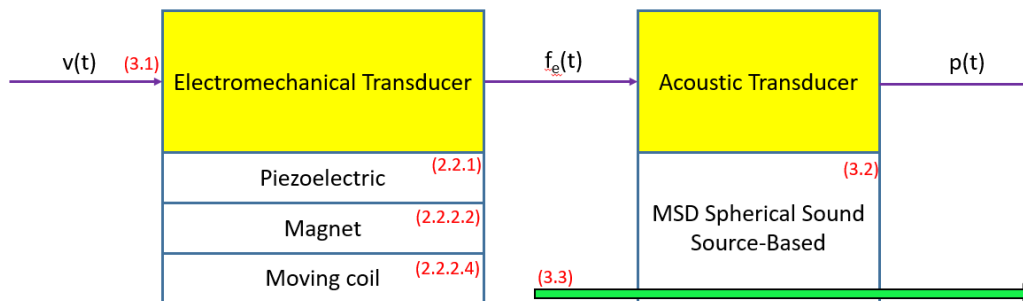 v(t)
(3.1)
Electromechanical Transducer
fe(t)
Acoustic Transducer
p(t)
(2.2.1)
Piezoelectric
(2.2.2.2)
Magnet
(2.2.2.4)
Moving coil
(3.2)
MSD Spherical Sound
Source-Based
(3.3)